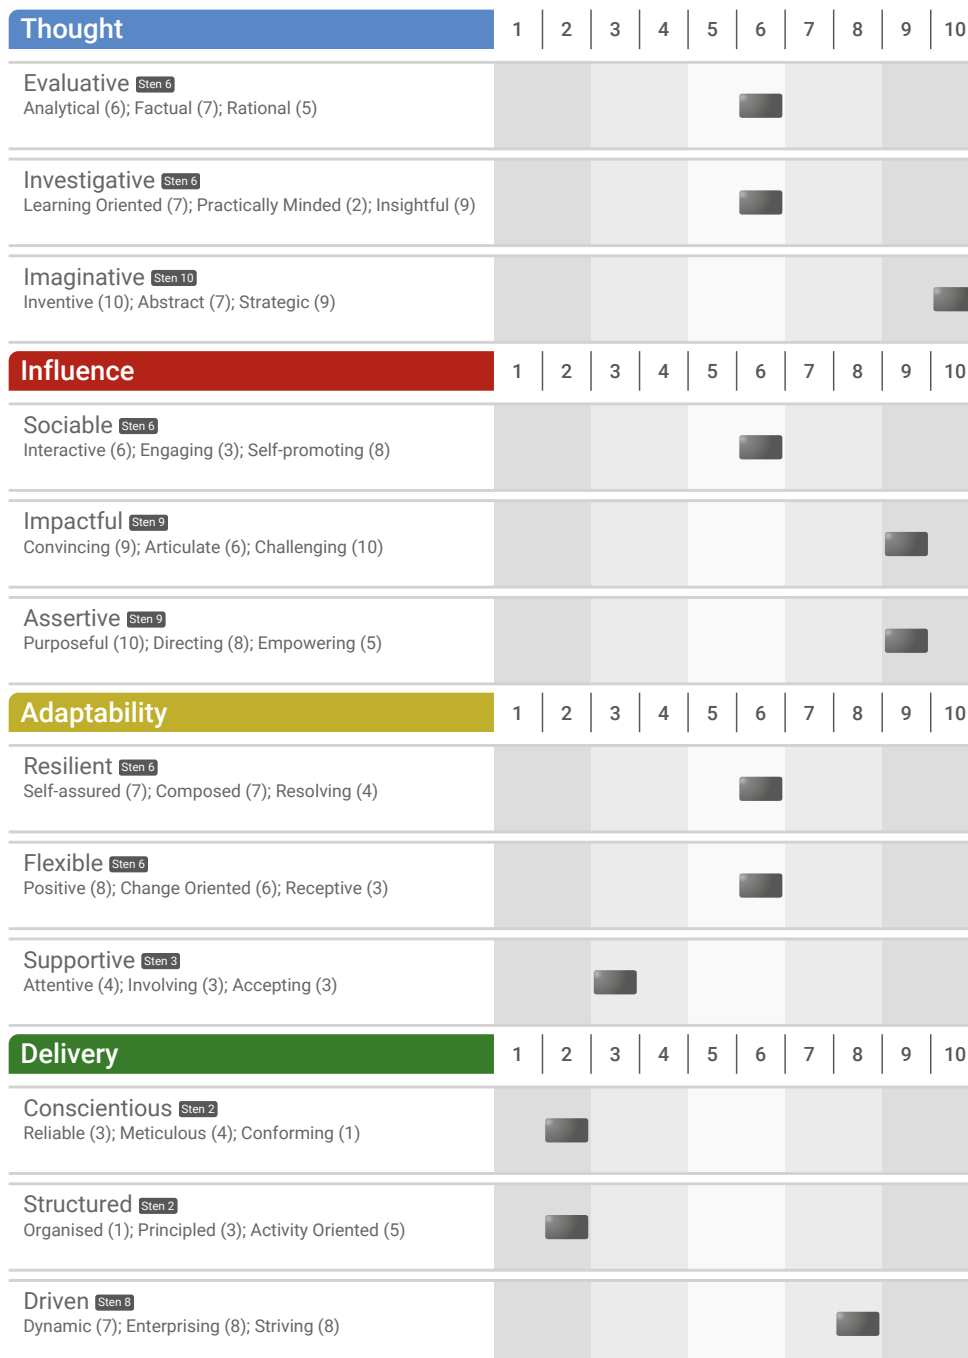 Thought 1 2 3 4 5 6 7 8 9 10
Evaluative Sten 6
Analytical (6); Factual (7); Rational (5)
Investigative Sten 6
Learning Oriented (7); Practically Minded (2); Insightful (9)
Imaginative Sten 10
Inventive (10); Abstract (7); Strategic (9)
Influence 1 2 3 4 5 6 7 8 9 10
Sociable Sten 6
Interactive (6); Engaging (3); Self-promoting (8)
Impactful Sten 9
Convincing (9); Articulate (6); Challenging (10)
Assertive Sten 9
Purposeful (10); Directing (8); Empowering (5)
Adaptability 1 2 3 4 5 6 7 8 9 10
Resilient Sten 6
Self-assured (7); Composed (7); Resolving (4)
Flexible Sten 6
Positive (8); Change Oriented (6); Receptive (3)
Supportive Sten 3
Attentive (4); Involving (3); Accepting (3)
Delivery 1 2 3 4 5 6 7 8 9 10
Conscientious Sten 2
Reliable (3); Meticulous (4); Conforming (1)
Structured Sten 2
Organised (1); Principled (3); Activity Oriented (5)
Driven Sten 8
Dynamic (7); Enterprising (8); Striving (8)